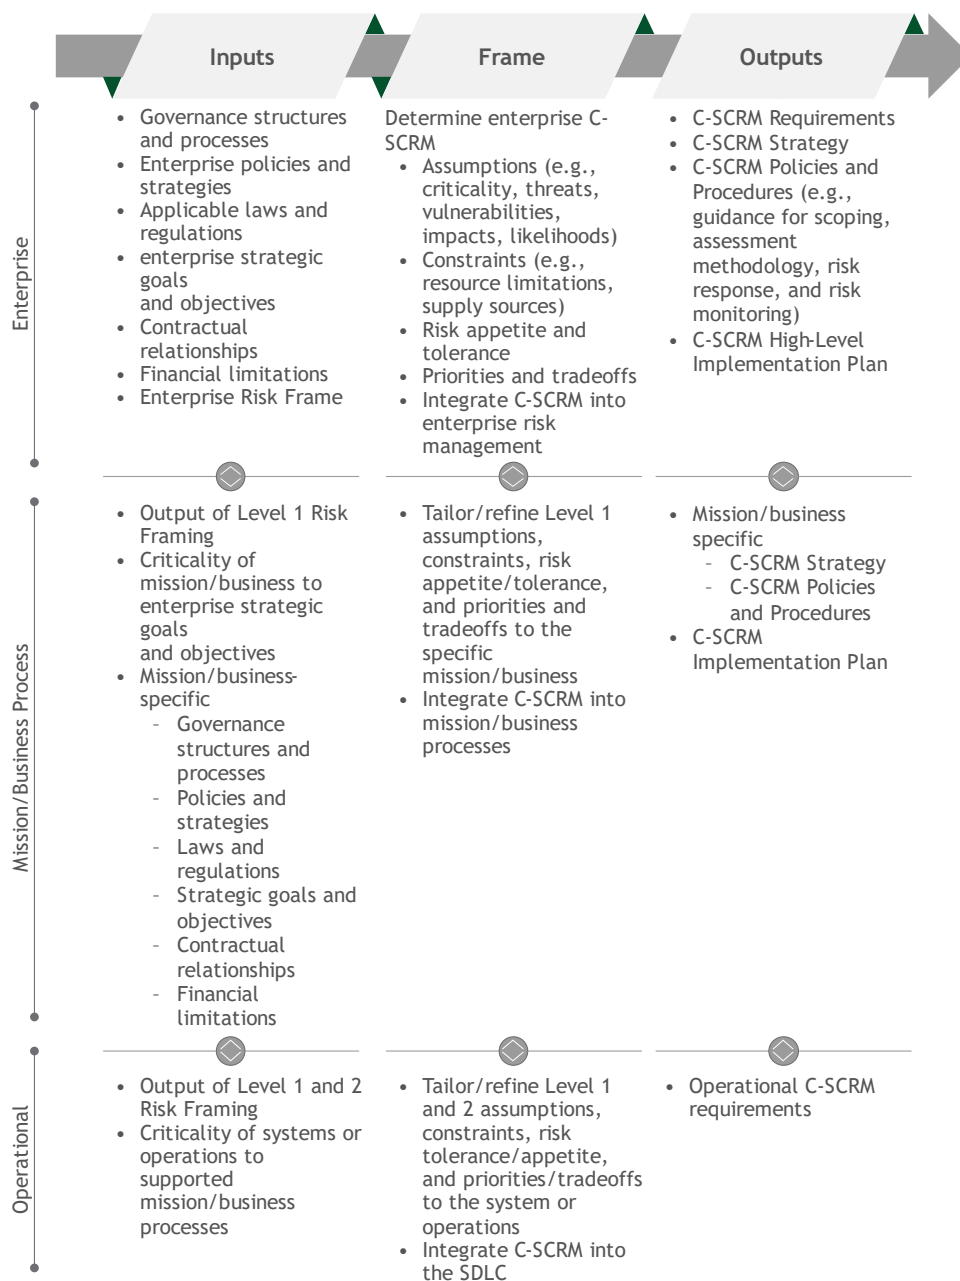 Inputs
Frame
Outputs
Enterprise
• Governance structures
and processes
• Enterprise policies and
strategies
• Applicable laws and
regulations
• enterprise strategic
goals
and objectives
• Contractual
relationships
• Financial limitations
• Enterprise Risk Frame
Determine enterprise C-
SCRM
• Assumptions (e.g.,
criticality, threats,
vulnerabilities,
impacts, likelihoods)
• Constraints (e.g.,
resource limitations,
supply sources)
• Risk appetite and
tolerance
• Priorities and tradeoffs
• Integrate C-SCRM into
enterprise risk
management
• C-SCRM Requirements
• C-SCRM Strategy
• C-SCRM Policies and
Procedures (e.g.,
guidance for scoping,
assessment
methodology, risk
response, and risk
monitoring)
• C-SCRM High-Level
Implementation Plan
Mission/Business Process
• Output of Level 1 Risk
Framing
• Criticality of
mission/business to
enterprise strategic
goals
and objectives
• Mission/business-
specific
- Governance
structures and
processes
- Policies and
strategies
- Laws and
regulations
- Strategic goals and
objectives
- Contractual
relationships
- Financial
limitations
• Tailor/refine Level 1
assumptions,
constraints, risk
appetite/tolerance,
and priorities and
tradeoffs to the
specific
mission/business
• Integrate C-SCRM into
mission/business
processes
• Mission/business
specific
- C-SCRM Strategy
- C-SCRM Policies
and Procedures
• C-SCRM
Implementation Plan
Operational
• Output of Level 1 and 2
Risk Framing
• Criticality of systems or
operations to
supported
mission/business
processes
• Tailor/refine Level 1
and 2 assumptions,
constraints, risk
tolerance/appetite,
and priorities/tradeoffs
to the system or
operations
• Integrate C-SCRM into
the SDLC
• Operational C-SCRM
requirements